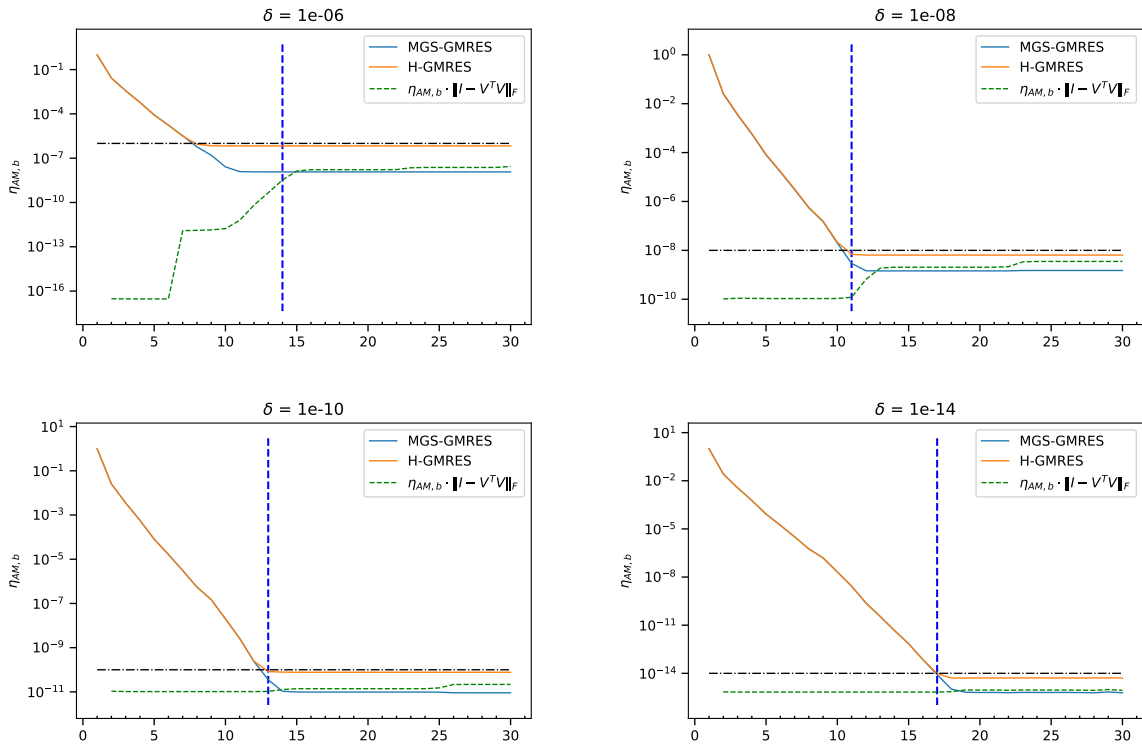 δ = 1e-06
MGS-GMRES
H-GMRES
η_{AM,b} · ‖I − V^T V‖_F
10^{-1}
10^{-4}
10^{-7}
10^{-10}
10^{-13}
10^{-16}
η_{AM,b}
0 5 10 15 20 25 30
δ = 1e-08
MGS-GMRES
H-GMRES
η_{AM,b} · ‖I − V^T V‖_F
10^{0}
10^{-2}
10^{-4}
10^{-6}
10^{-8}
10^{-10}
η_{AM,b}
0 5 10 15 20 25 30
δ = 1e-10
MGS-GMRES
H-GMRES
η_{AM,b} · ‖I − V^T V‖_F
10^{1}
10^{-1}
10^{-3}
10^{-5}
10^{-7}
10^{-9}
10^{-11}
η_{AM,b}
0 5 10 15 20 25 30
δ = 1e-14
MGS-GMRES
H-GMRES
η_{AM,b} · ‖I − V^T V‖_F
10^{1}
10^{-2}
10^{-5}
10^{-8}
10^{-11}
10^{-14}
η_{AM,b}
0 5 10 15 20 25 30